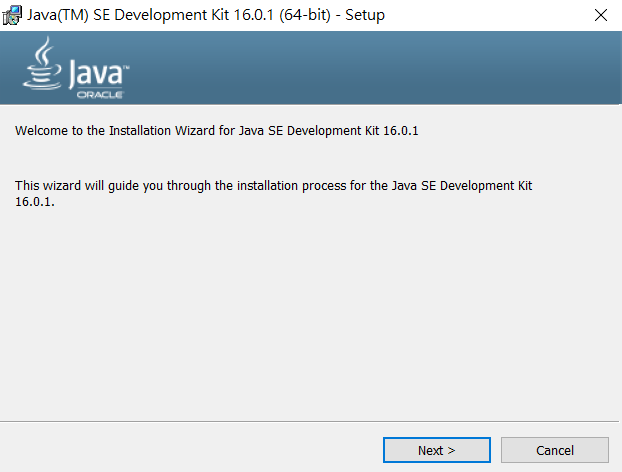 Java(TM) SE Development Kit 16.0.1 (64-bit) - Setup
Java™
ORACLE
Welcome to the Installation Wizard for Java SE Development Kit 16.0.1
This wizard will guide you through the installation process for the Java SE Development Kit
16.0.1.
Next >
Cancel